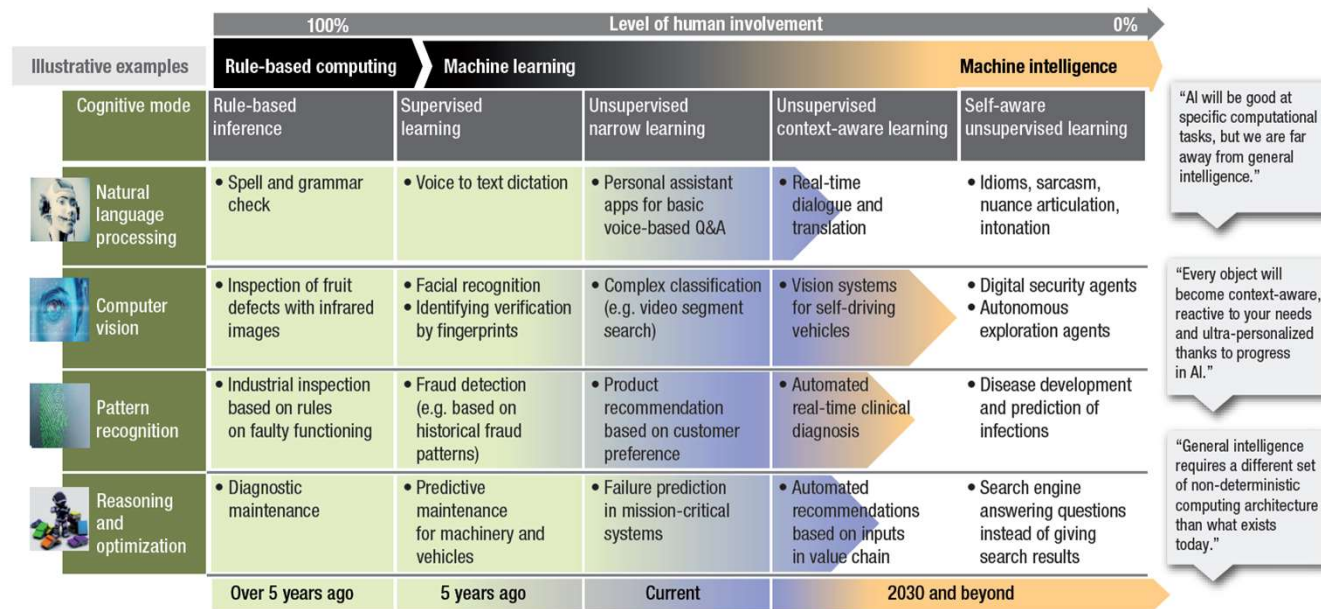 100%
Level of human involvement
0%
Illustrative examples
Rule-based computing
Machine learning
Machine intelligence
Cognitive mode
Rule-based
inference
Supervised
learning
Unsupervised
narrow learning
Unsupervised
context-aware learning
Self-aware
unsupervised learning
Natural
language
processing
• Spell and grammar
check
• Voice to text dictation
• Personal assistant
apps for basic
voice-based Q&A
• Real-time
dialogue and
translation
• Idioms, sarcasm,
nuance articulation,
intonation
Computer
vision
• Inspection of fruit
defects with infrared
images
• Facial recognition
• Identifying verification
by fingerprints
• Complex classification
(e.g. video segment
search)
• Vision systems
for self-driving
vehicles
• Digital security agents
• Autonomous
exploration agents
Pattern
recognition
• Industrial inspection
based on rules
on faulty functioning
• Fraud detection
(e.g. based on
historical fraud
patterns)
• Product
recommendation
based on customer
preference
• Automated
real-time clinical
diagnosis
• Disease development
and prediction of
infections
Reasoning
and
optimization
• Diagnostic
maintenance
• Predictive
maintenance
for machinery and
vehicles
• Failure prediction
in mission-critical
systems
• Automated
recommendations
based on inputs
in value chain
• Search engine
answering questions
instead of giving
search results
Over 5 years ago
5 years ago
Current
2030 and beyond
“AI will be good at
specific computational
tasks, but we are far
away from general
intelligence.”
“Every object will
become context-aware,
reactive to your needs
and ultra-personalized
thanks to progress
in AI.”
“General intelligence
requires a different set
of non-deterministic
computing architecture
than what exists
today.”